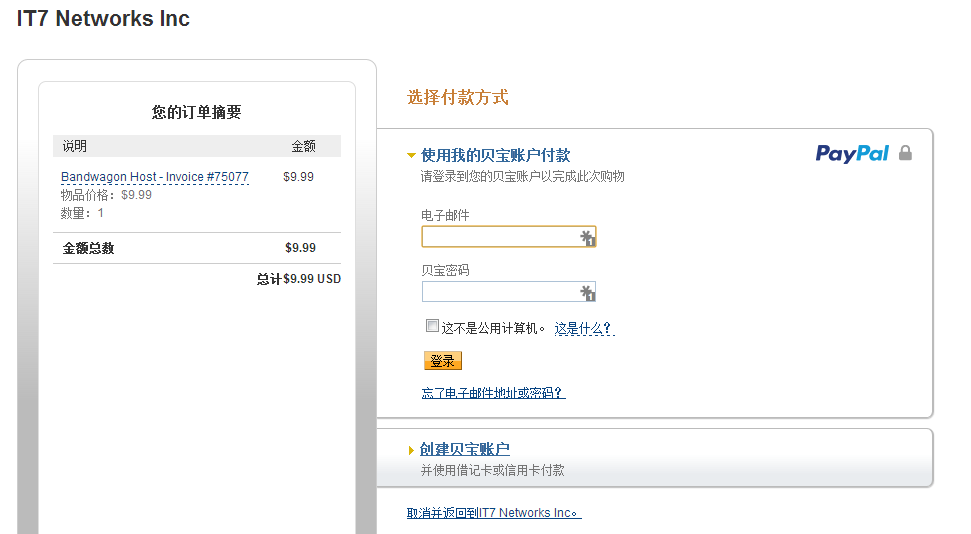 IT7 Networks Inc
您的订单摘要
说明 金额
Bandwagon Host - Invoice #75077 $9.99
物品价格：$9.99
数量：1
金额总数 $9.99
总计$9.99 USD
选择付款方式
使用我的贝宝账户付款
PayPal
请登录到您的贝宝账户以完成此次购物
电子邮件
1
贝宝密码
1
这不是公用计算机。 这是什么？
登录
忘了电子邮件地址或密码？
创建贝宝账户
并使用借记卡或信用卡付款
取消并返回到IT7 Networks Inc。